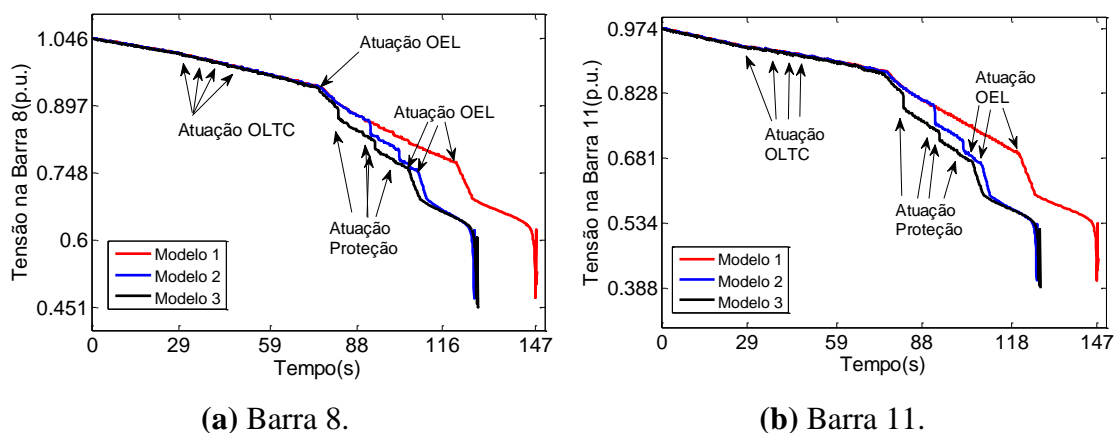 1.046
0.897
0.748
0.6
0.451
Tensão na Barra 8(p.u.)
Atuação OEL
Atuação OLTC
Atuação OEL
Atuação
Proteção
Modelo 1
Modelo 2
Modelo 3
0 29 59 88 116 147
Tempo(s)
(a) Barra 8.
0.974
0.828
0.681
0.534
0.388
Tensão na Barra 11(p.u.)
Atuação
OEL
Atuação
OLTC
Atuação
Proteção
Modelo 1
Modelo 2
Modelo 3
0 29 59 88 118 147
Tempo(s)
(b) Barra 11.